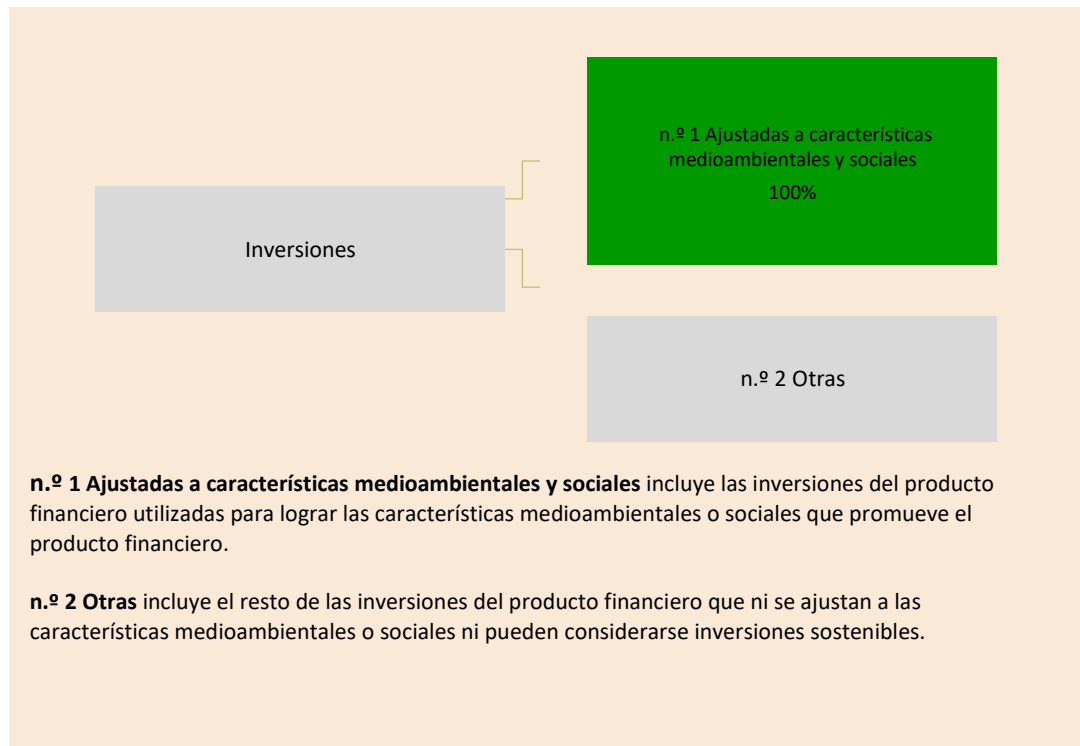 n.º 1 Ajustadas a características
medioambientales y sociales
100%
Inversiones
n.º 2 Otras
n.º 1 Ajustadas a características medioambientales y sociales incluye las inversiones del producto
financiero utilizadas para lograr las características medioambientales o sociales que promueve el
producto financiero.
n.º 2 Otras incluye el resto de las inversiones del producto financiero que ni se ajustan a las
características medioambientales o sociales ni pueden considerarse inversiones sostenibles.